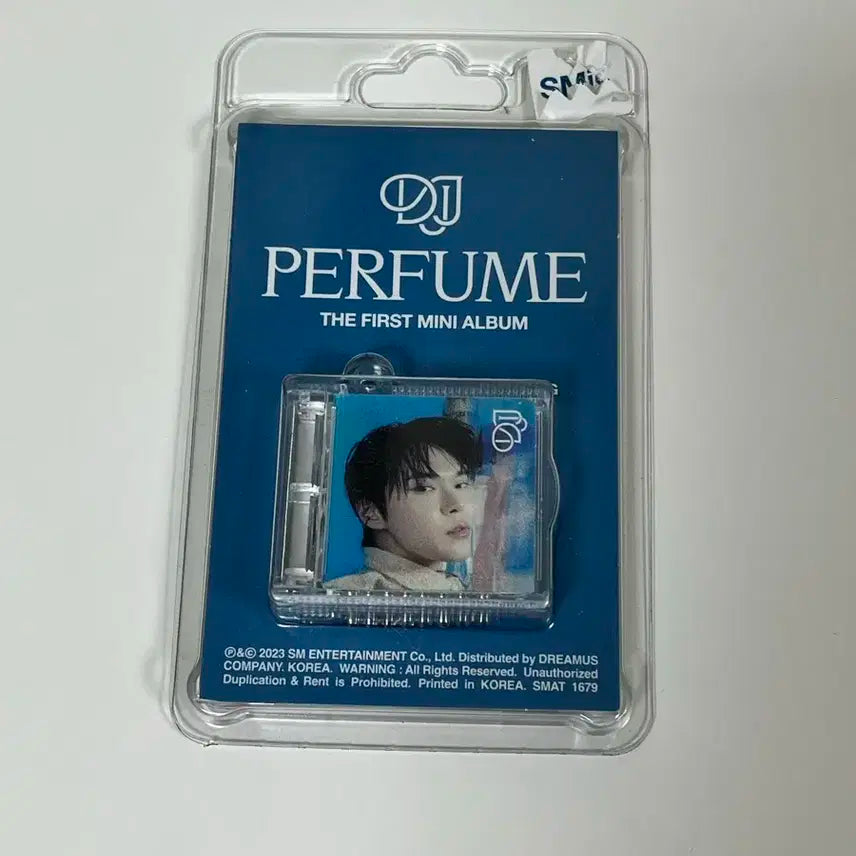 DJ
PERFUME
THE FIRST MINI ALBUM
Ⓟ&© 2023 SM ENTERTAINMENT Co., Ltd. Distributed by DREAMUS
COMPANY. KOREA. WARNING : All Rights Reserved. Unauthorized
Duplication & Rent is Prohibited. Printed in KOREA. SMAT 1679